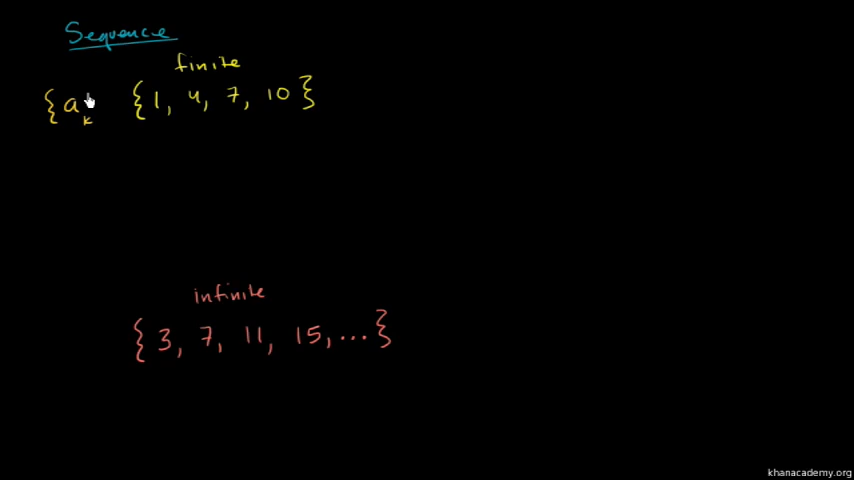 Sequence
finite
{a_k {1, 4, 7, 10}
infinite
{3, 7, 11, 15, ...}
khanacademy.org